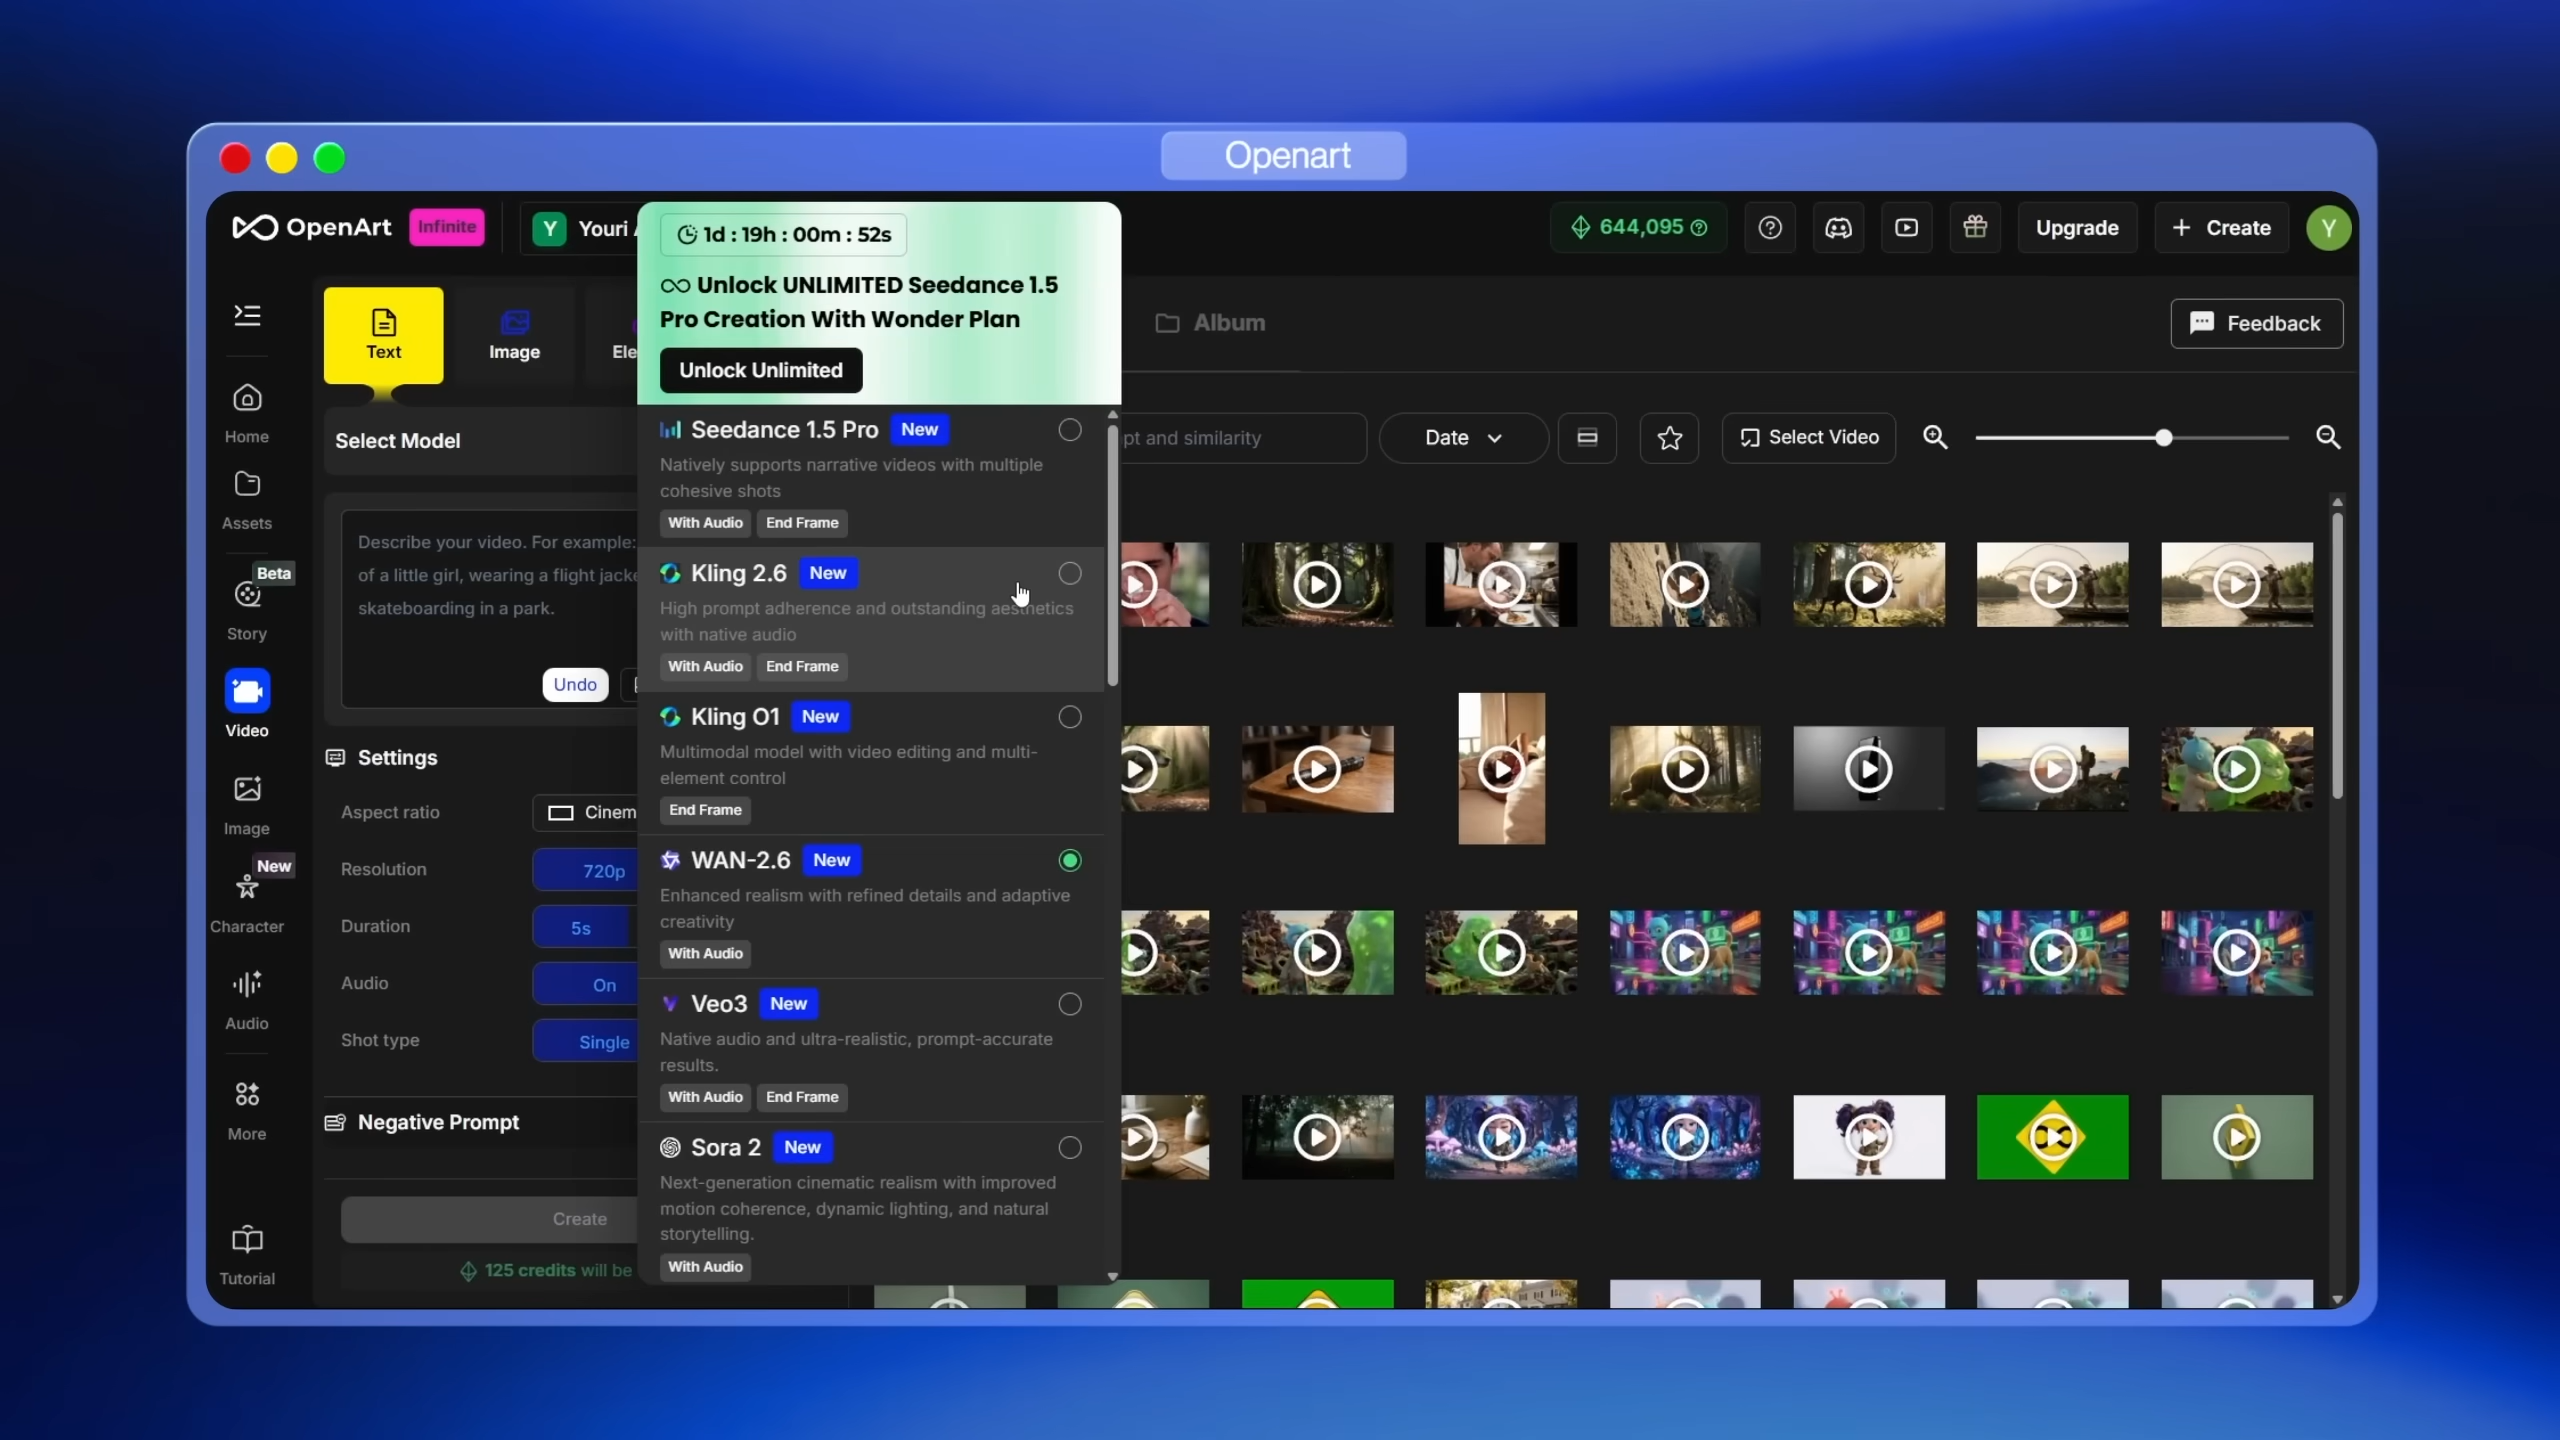 Openart
OpenArt
Infinite
Y
Youri
644,095
Upgrade
+ Create
Y
Home
Assets
Beta
Story
Video
Image
New
Character
Audio
More
Tutorial
Text
Image
Select Model
Describe your video. For example:
of a little girl, wearing a flight
skateboarding in a park.
Undo
Settings
Aspect ratio
Resolution
720p
Duration
5s
Audio
On
Shot type
Single
Negative Prompt
Create
125 credits will be
1d : 19h : 00m : 52s
Unlock UNLIMITED Seedance 1.5
Pro Creation With Wonder Plan
Unlock Unlimited
Seedance 1.5 Pro New
Natively supports narrative videos with multiple
cohesive shots
With Audio End Frame
Kling 2.6 New
High prompt adherence and outstanding aesthetics
with native audio
With Audio End Frame
Kling O1 New
Multimodal model with video editing and multi-
element control
End Frame
WAN-2.6 New
Enhanced realism with refined details and adaptive
creativity
With Audio
Veo3 New
Native audio and ultra-realistic, prompt-accurate
results.
With Audio End Frame
Sora 2 New
Next-generation cinematic realism with improved
motion coherence, dynamic lighting, and natural
storytelling.
With Audio
Album
Feedback
and similarity
Date
Select Video